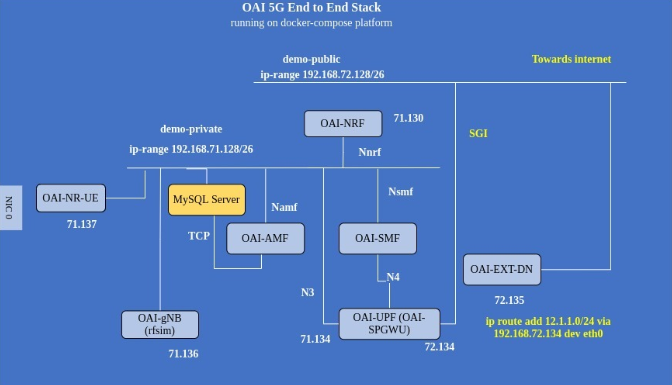 OAI 5G End to End Stack
running on docker-compose platform
demo-public
Towards internet
ip-range 192.168.72.128/26
OAI-NRF
71.130
demo-private
SGI
ip-range 192.168.71.128/26
Nnrf
NIC 0
OAI-NR-UE
MySQL Server
Nsmf
Namf
71.137
TCP
OAI-AMF
OAI-SMF
OAI-EXT-DN
N4
N3
72.135
OAI-gNB
(rfsim)
OAI-UPF (OAI-
SPGWU)
ip route add 12.1.1.0/24 via
192.168.72.134 dev eth0
71.134
72.134
71.136